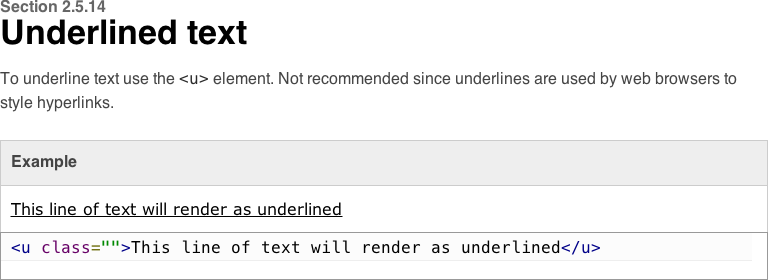 Section 2.5.14
Underlined text
To underline text use the <u> element. Not recommended since underlines are used by web browsers to
style hyperlinks.
Example
This line of text will render as underlined
<u class="">This line of text will render as underlined</u>